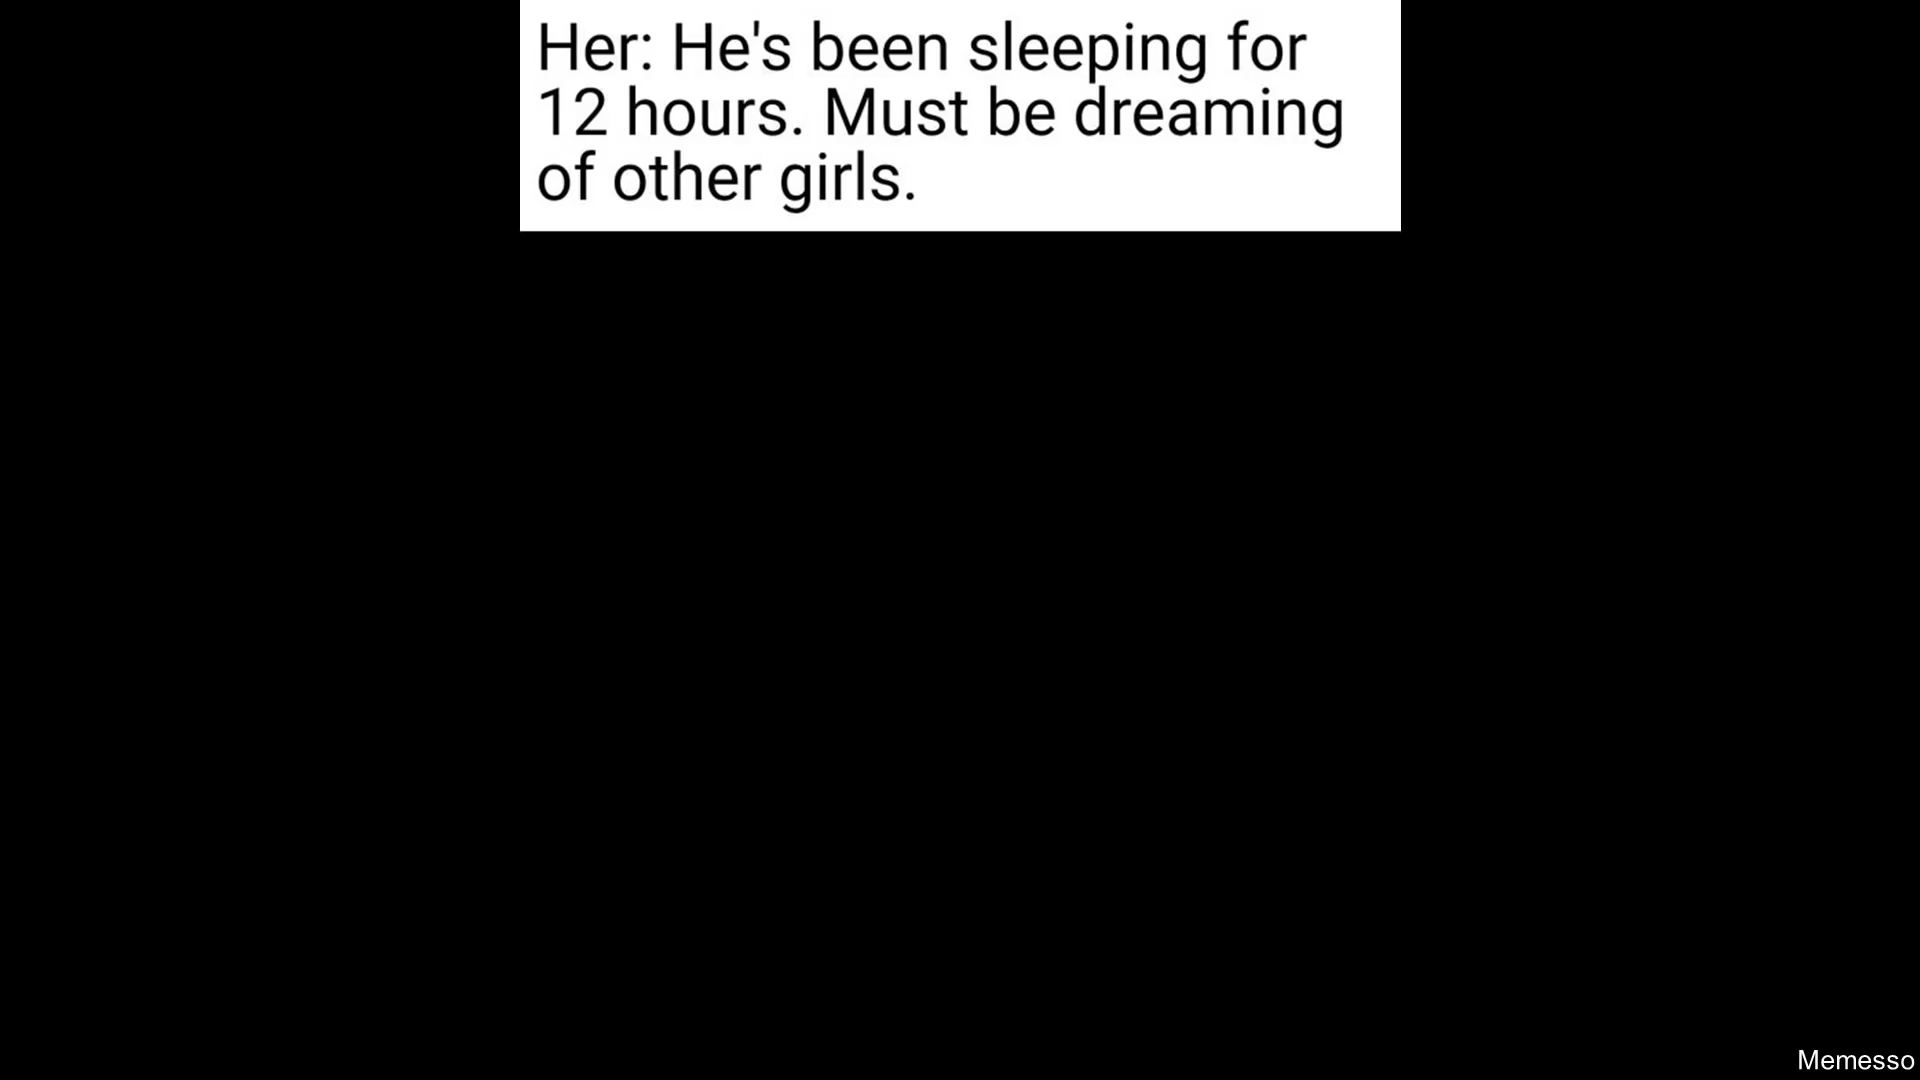 Her: He's been sleeping for
12 hours. Must be dreaming
of other girls.
Memesso